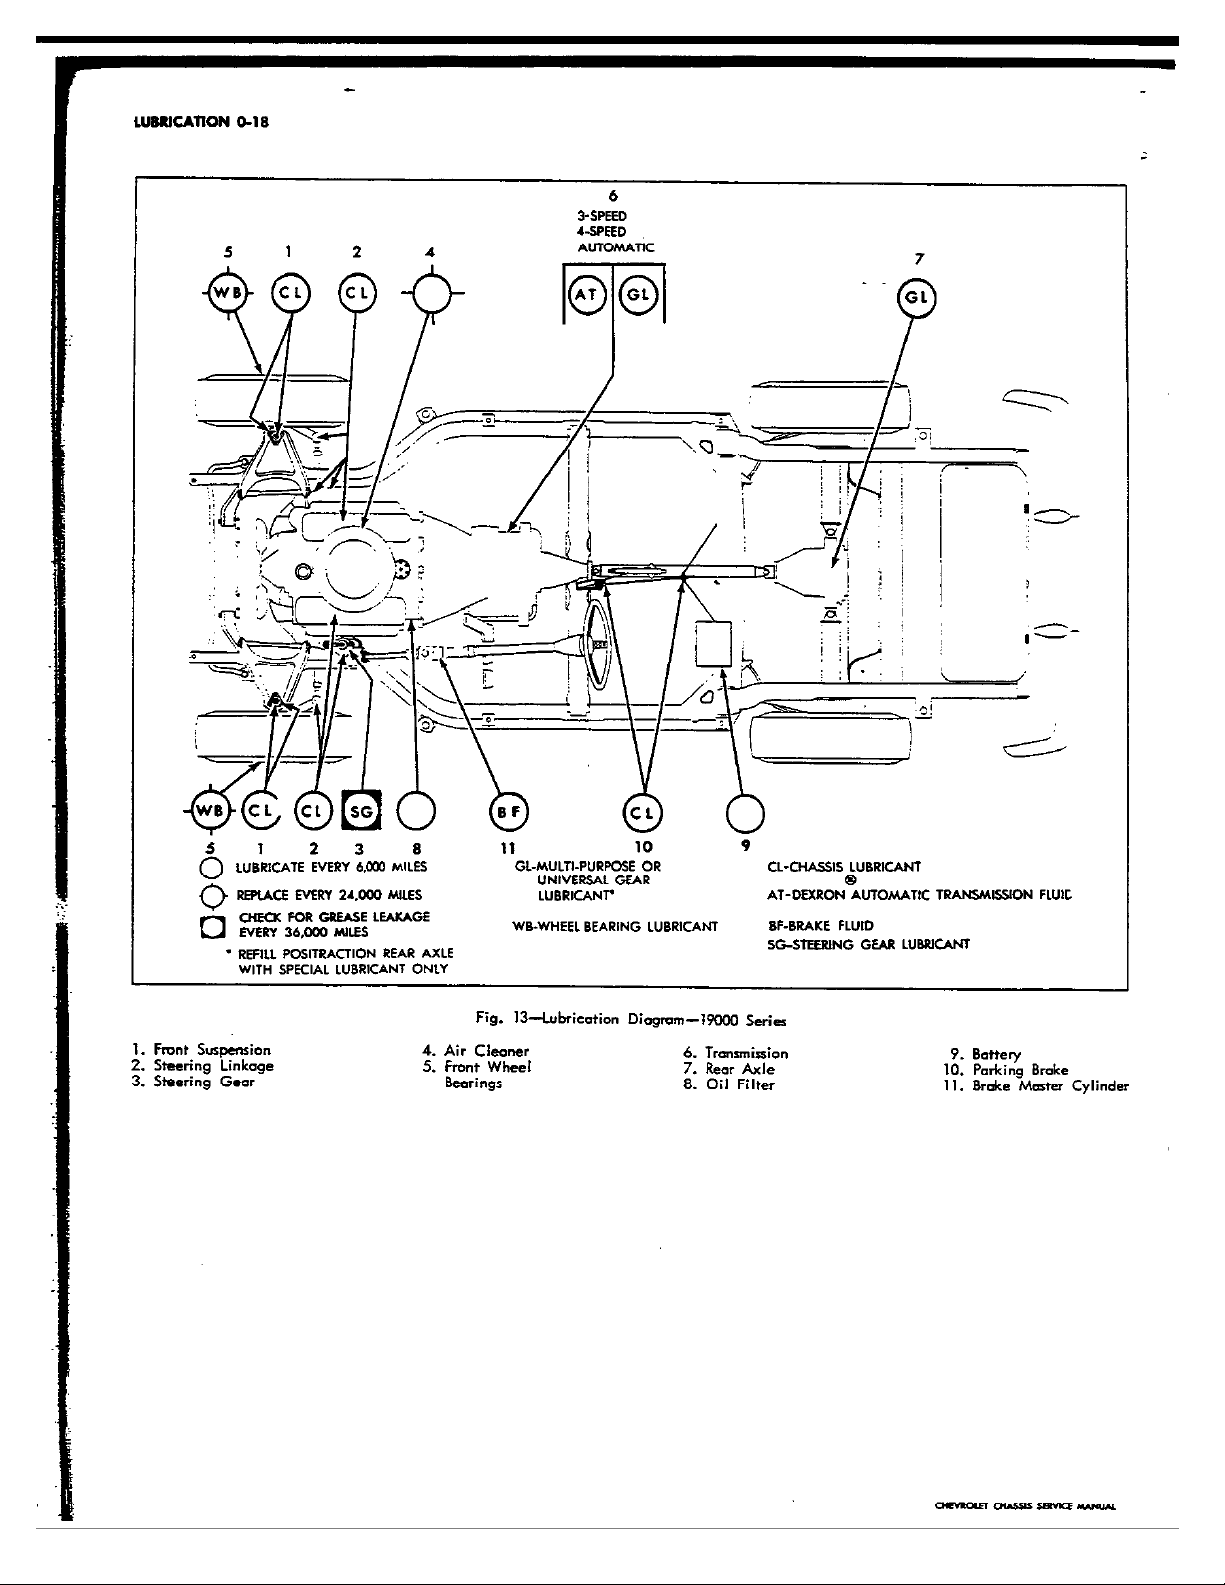 LUBRICATION 0-18
6
3-SPEED
4-SPEED
AUTOMATIC
5 1 2 4 7
WB CL CL AT GL GL
WB CL CL SG BF CL
5 1 2 3 8 11 10 9
LUBRICATE EVERY 6,000 MILES
REPLACE EVERY 24,000 MILES
CHECK FOR GREASE LEAKAGE
EVERY 36,000 MILES
* REFILL POSITRACTION REAR AXLE
WITH SPECIAL LUBRICANT ONLY
GL-MULTI-PURPOSE OR
UNIVERSAL GEAR
LUBRICANT*
WB-WHEEL BEARING LUBRICANT
CL-CHASSIS LUBRICANT
®
AT-DEXRON AUTOMATIC TRANSMISSION FLUID
BF-BRAKE FLUID
SG-STEERING GEAR LUBRICANT
Fig. 13—Lubrication Diagram—19000 Series
1. Front Suspension
2. Steering Linkage
3. Steering Gear
4. Air Cleaner
5. Front Wheel
Bearings
6. Transmission
7. Rear Axle
8. Oil Filter
9. Battery
10. Parking Brake
11. Brake Master Cylinder
CHEVROLET CHASSIS SERVICE MANUAL